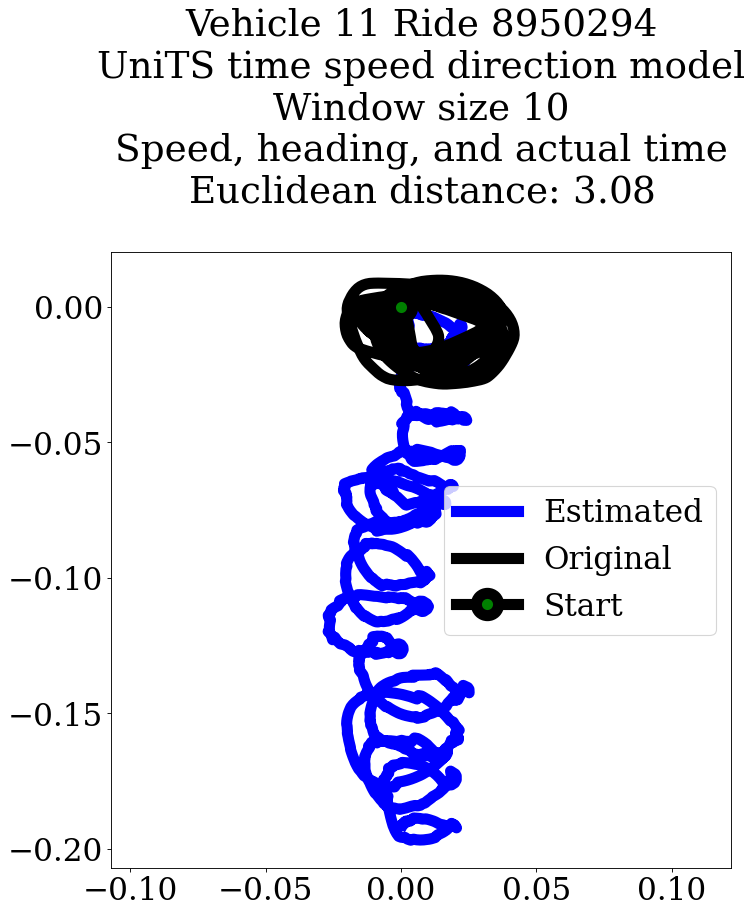 Vehicle 11 Ride 8950294
UniTS time speed direction model
Window size 10
Speed, heading, and actual time
Euclidean distance: 3.08
0.00
−0.05
−0.10
−0.15
−0.20
Estimated
Original
Start
−0.10 −0.05 0.00 0.05 0.10